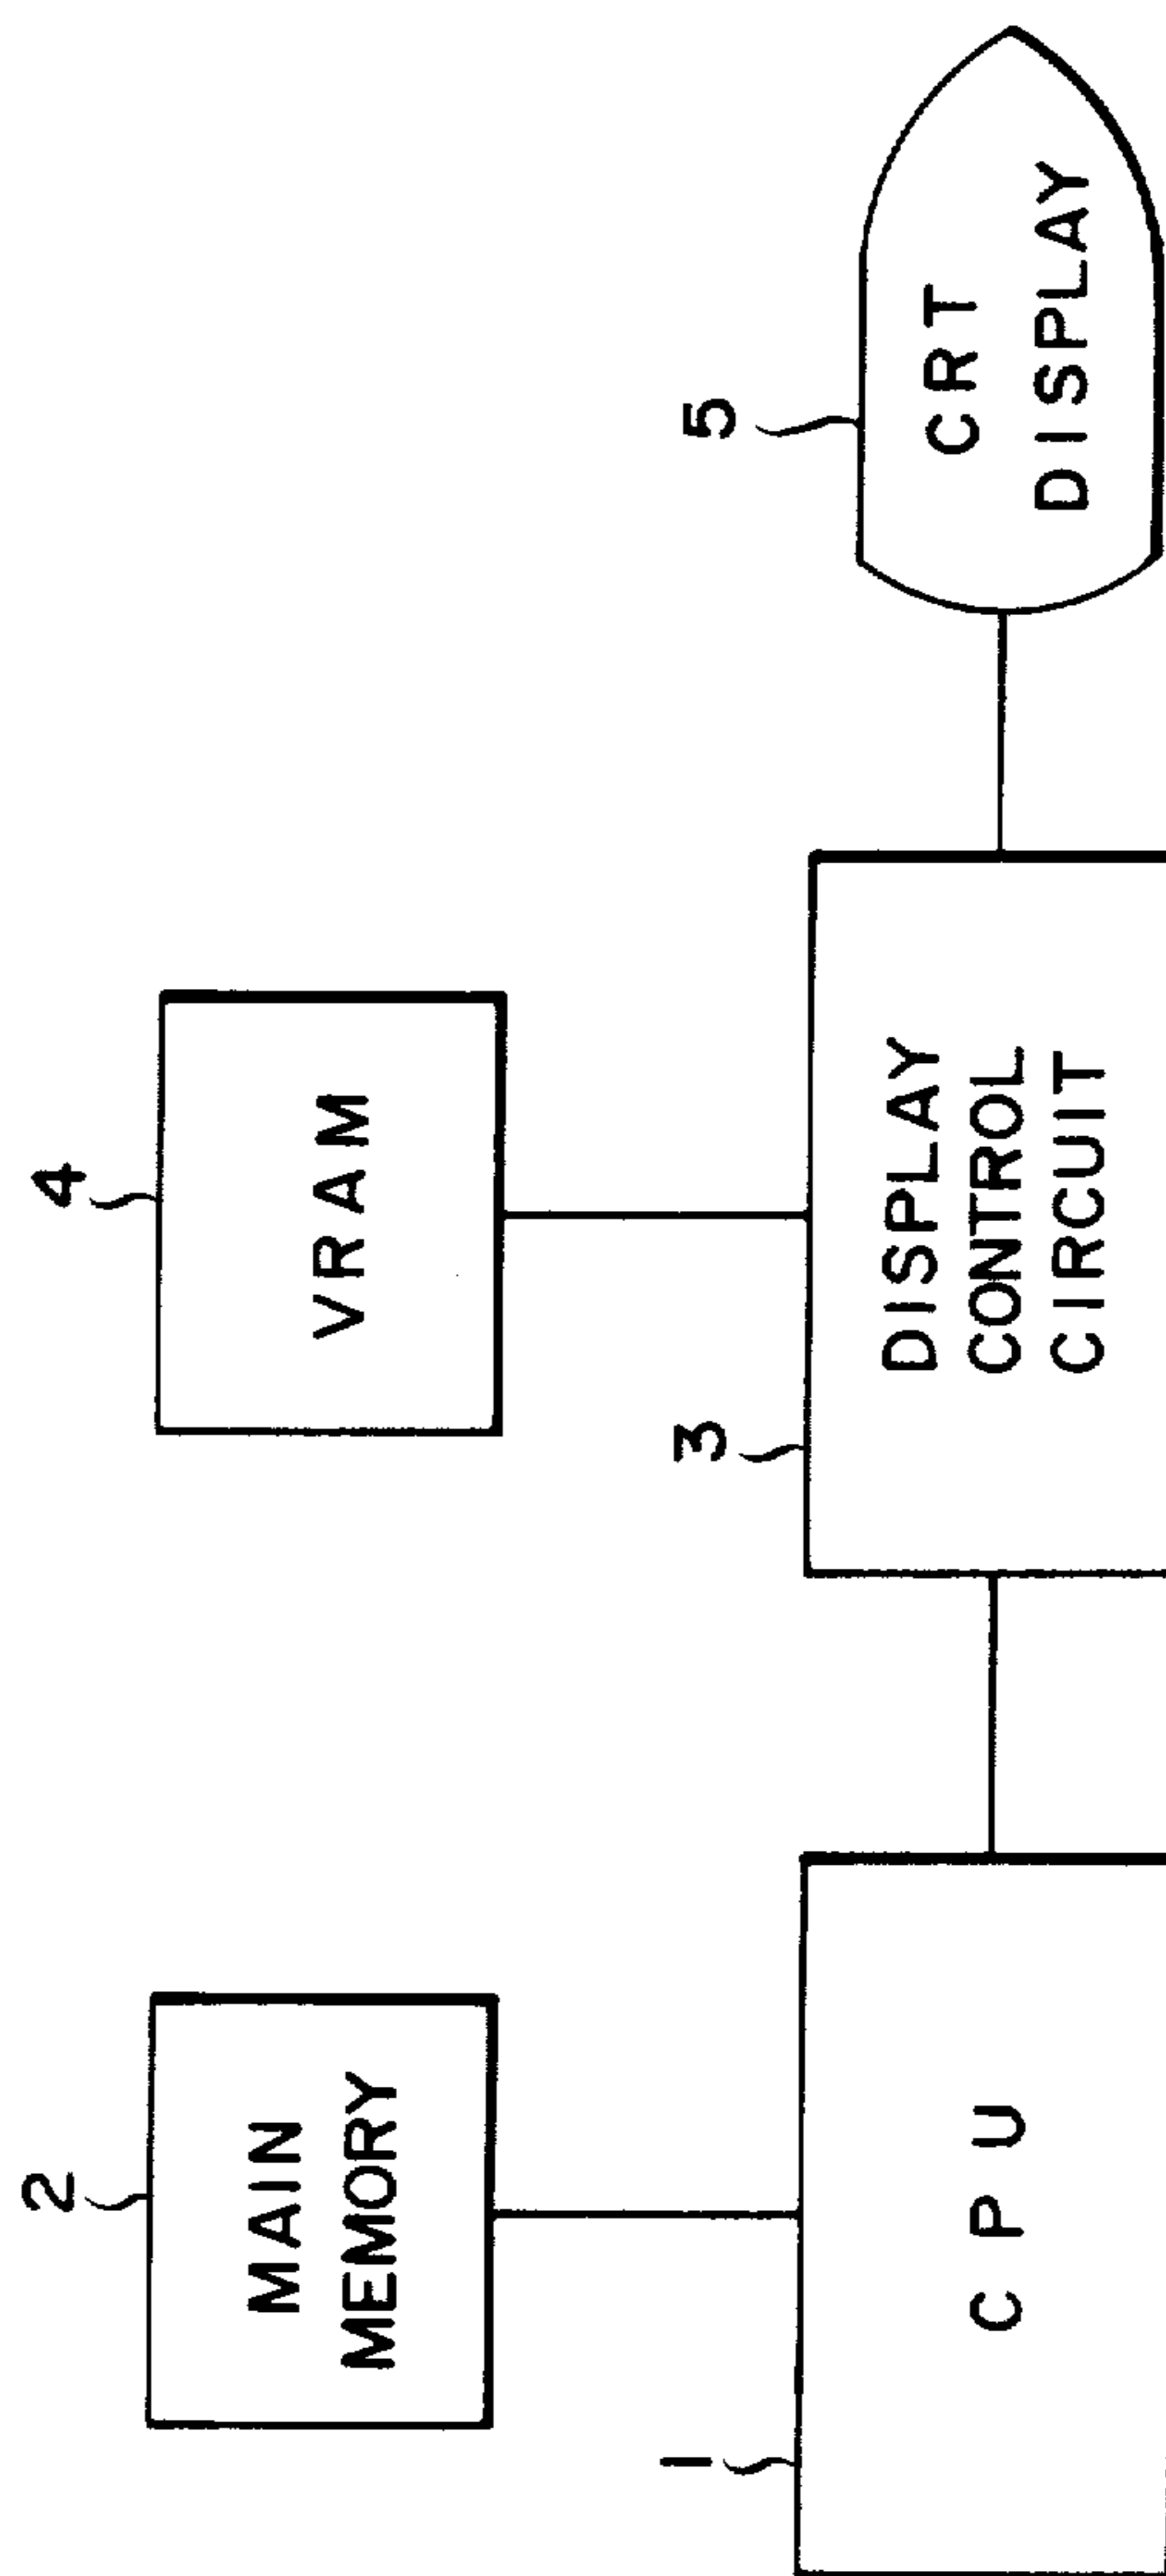 2
MAIN
MEMORY
4
VRAM
1
CPU
3
DISPLAY
CONTROL
CIRCUIT
5
CRT
DISPLAY